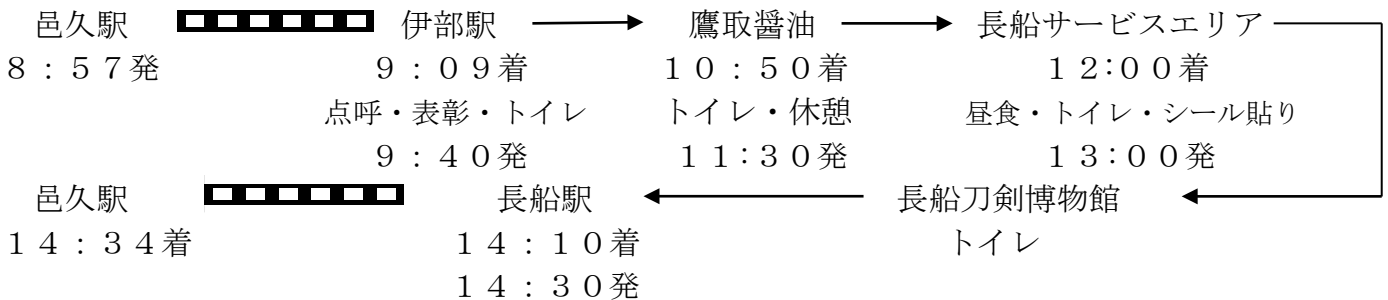 邑久駅 伊部駅 鷹取醤油 長船サービスエリア
８：５７発 ９：０９着 １０：５０着 １２:００着
点呼・表彰・トイレ トイレ・休憩 昼食・トイレ・シール貼り
９：４０発 １１:３０発 １３:００発
邑久駅 長船駅 長船刀剣博物館
１４：３４着 １４：１０着 トイレ
１４：３０発